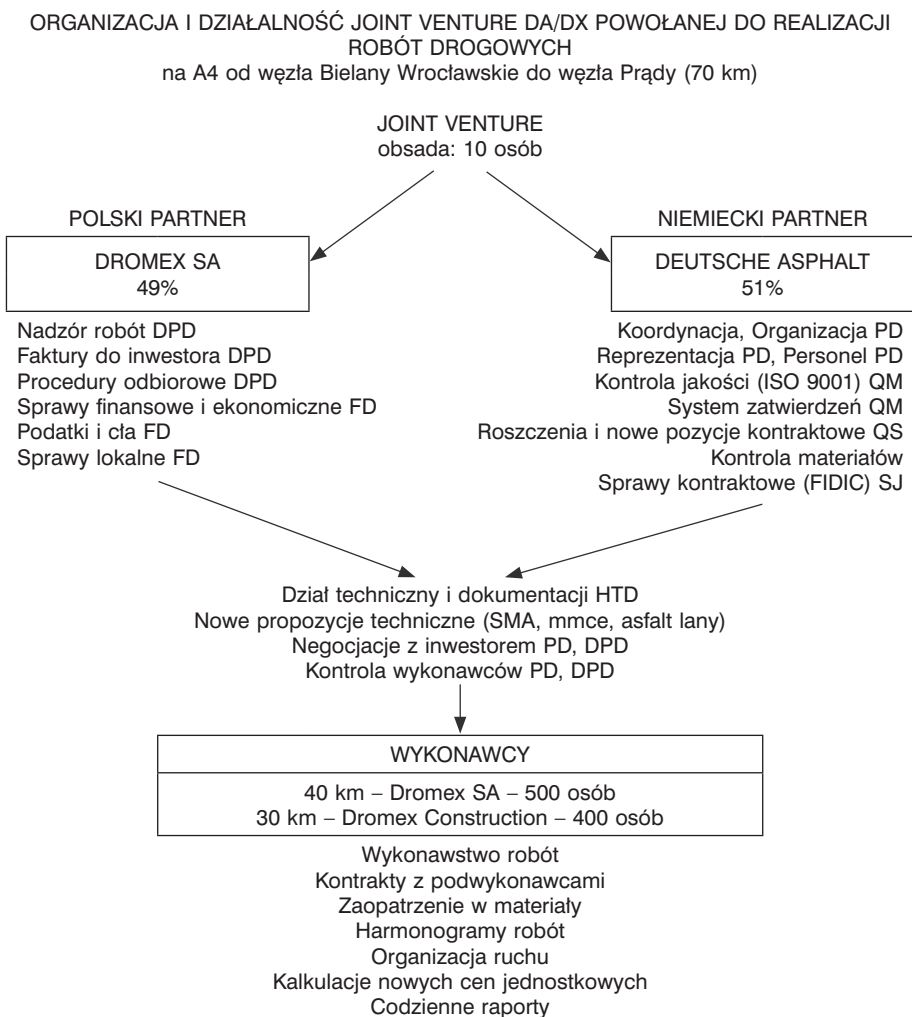 ORGANIZACJA I DZIAŁALNOŚĆ JOINT VENTURE DA/DX POWOŁANEJ DO REALIZACJI
ROBÓT DROGOWYCH
na A4 od węzła Bielany Wrocławskie do węzła Prądy (70 km)
JOINT VENTURE
obsada: 10 osób
POLSKI PARTNER
DROMEX SA
49%
Nadzór robót DPD
Faktury do inwestora DPD
Procedury odbiorowe DPD
Sprawy finansowe i ekonomiczne FD
Podatki i cła FD
Sprawy lokalne FD
NIEMIECKI PARTNER
DEUTSCHE ASPHALT
51%
Koordynacja, Organizacja PD
Reprezentacja PD, Personel PD
Kontrola jakości (ISO 9001) QM
System zatwierdzeń QM
Roszczenia i nowe pozycje kontraktowe QS
Kontrola materiałów
Sprawy kontraktowe (FIDIC) SJ
Dział techniczny i dokumentacji HTD
Nowe propozycje techniczne (SMA, mmce, asfalt lany)
Negocjacje z inwestorem PD, DPD
Kontrola wykonawców PD, DPD
WYKONAWCY
40 km – Dromex SA – 500 osób
30 km – Dromex Construction – 400 osób
Wykonawstwo robót
Kontrakty z podwykonawcami
Zaopatrzenie w materiały
Harmonogramy robót
Organizacja ruchu
Kalkulacje nowych cen jednostkowych
Codzienne raporty